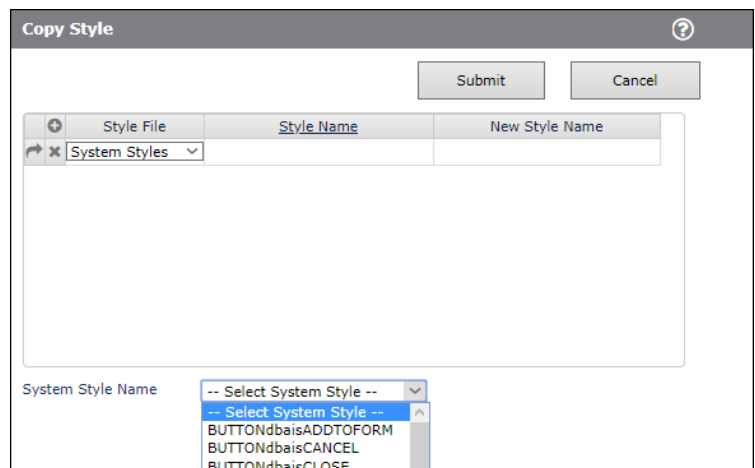 Copy Style
?
Submit Cancel
Style File Style Name New Style Name
System Styles
System Style Name -- Select System Style --
-- Select System Style --
BUTTONdbaisADDTOFORM
BUTTONdbaisCANCEL
BUTTONdbaisCLOSE